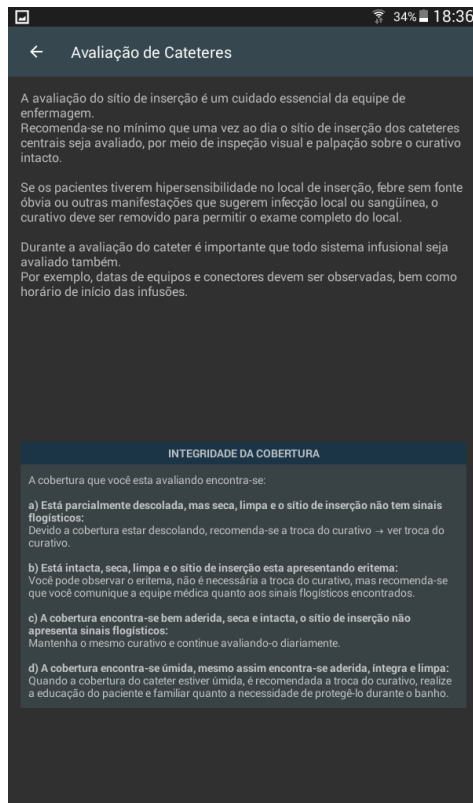 34% 18:36
Avaliação de Cateteres
A avaliação do sítio de inserção é um cuidado essencial da equipe de
enfermagem.
Recomenda-se no mínimo que uma vez ao dia o sítio de inserção dos cateteres
centrais seja avaliado, por meio de inspeção visual e palpação sobre o curativo
intacto.
Se os pacientes tiverem hipersensibilidade no local de inserção, febre sem fonte
óbvia ou outras manifestações que sugerem infecção local ou sangüínea, o
curativo deve ser removido para permitir o exame completo do local.
Durante a avaliação do cateter é importante que todo sistema infusional seja
avaliado também.
Por exemplo, datas de equipos e conectores devem ser observadas, bem como
horário de início das infusões.
INTEGRIDADE DA COBERTURA
A cobertura que você esta avaliando encontra-se:
a) Está parcialmente descolada, mas seca, limpa e o sítio de inserção não tem sinais
flogísticos:
Devido a cobertura estar descolando, recomenda-se a troca do curativo → ver troca do
curativo.
b) Está intacta, seca, limpa e o sítio de inserção esta apresentando eritema:
Você pode observar o eritema, não é necessária a troca do curativo, mas recomenda-se
que você comunique a equipe médica quanto aos sinais flogísticos encontrados.
c) A cobertura encontra-se bem aderida, seca e intacta, o sítio de inserção não
apresenta sinais flogísticos:
Mantenha o mesmo curativo e continue avaliando-o diariamente.
d) A cobertura encontra-se úmida, mesmo assim encontra-se aderida, íntegra e limpa:
Quando a cobertura do cateter estiver úmida, é recomendada a troca do curativo, realize
a educação do paciente e familiar quanto a necessidade de protegê-lo durante o banho.